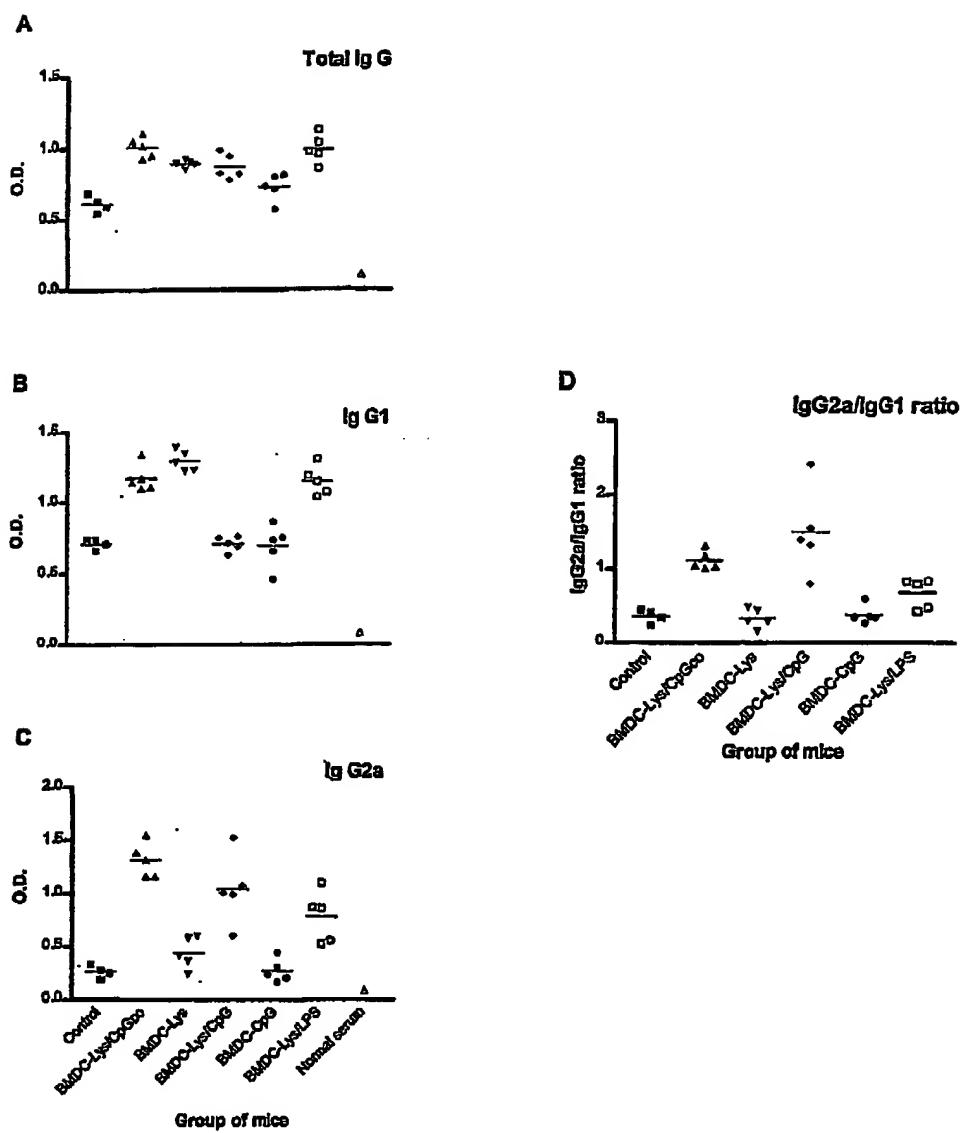 A
Total Ig G
1.5
1.0
0.5
0.0
O.D.
B
Ig G1
1.5
1.0
0.5
0.0
O.D.
C
Ig G2a
2.0
1.5
1.0
0.5
0.0
O.D.
Control
BMDC-Lys/CpGco
BMDC-Lys
BMDC-Lys/CpG
BMDC-CpG
BMDC-Lys/LPS
Normal serum
Group of mice
D
IgG2a/IgG1 ratio
3
2
1
0
IgG2a/IgG1 ratio
Control
BMDC-Lys/CpGco
BMDC-Lys
BMDC-Lys/CpG
BMDC-CpG
BMDC-Lys/LPS
Group of mice